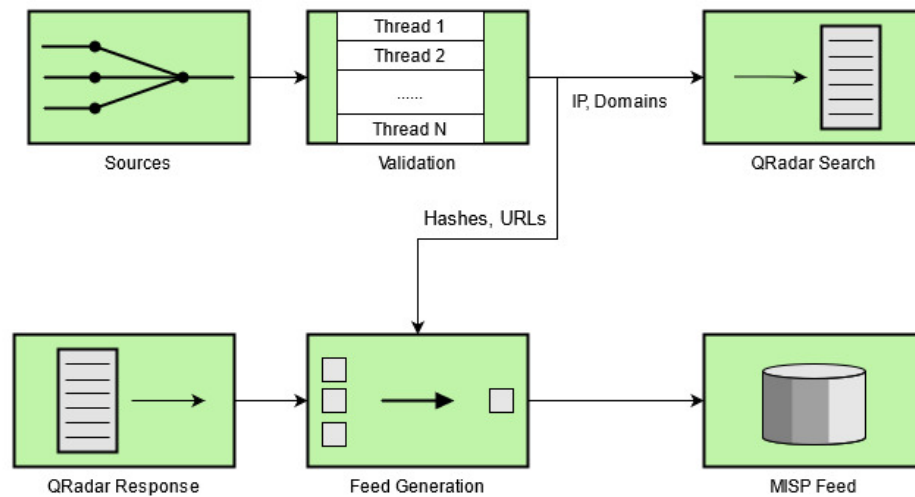 Thread 1
Thread 2
......
Thread N
IP, Domains
Sources
Validation
QRadar Search
Hashes, URLs
QRadar Response
Feed Generation
MISP Feed